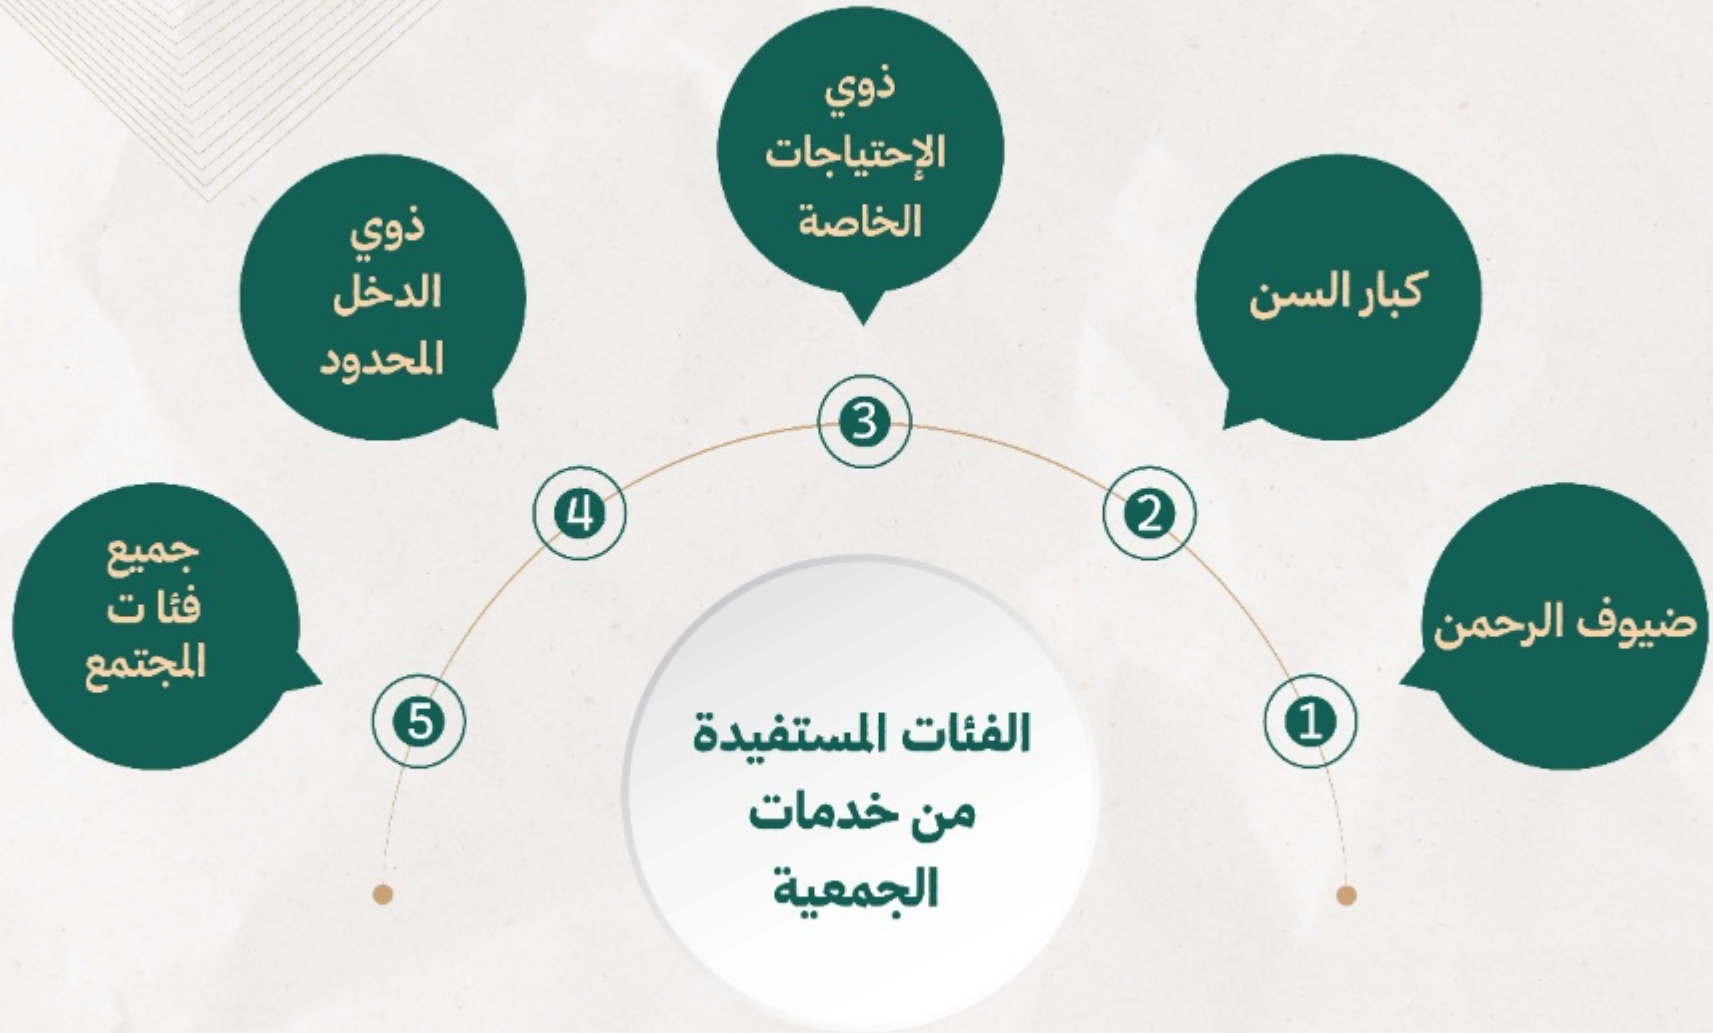 الفئات المستفيدة
من خدمات
الجمعية
1
ضيوف الرحمن
2
كبار السن
3
ذوي
الإحتياجات
الخاصة
4
ذوي
الدخل
المحدود
5
جميع
فئا ت
المجتمع